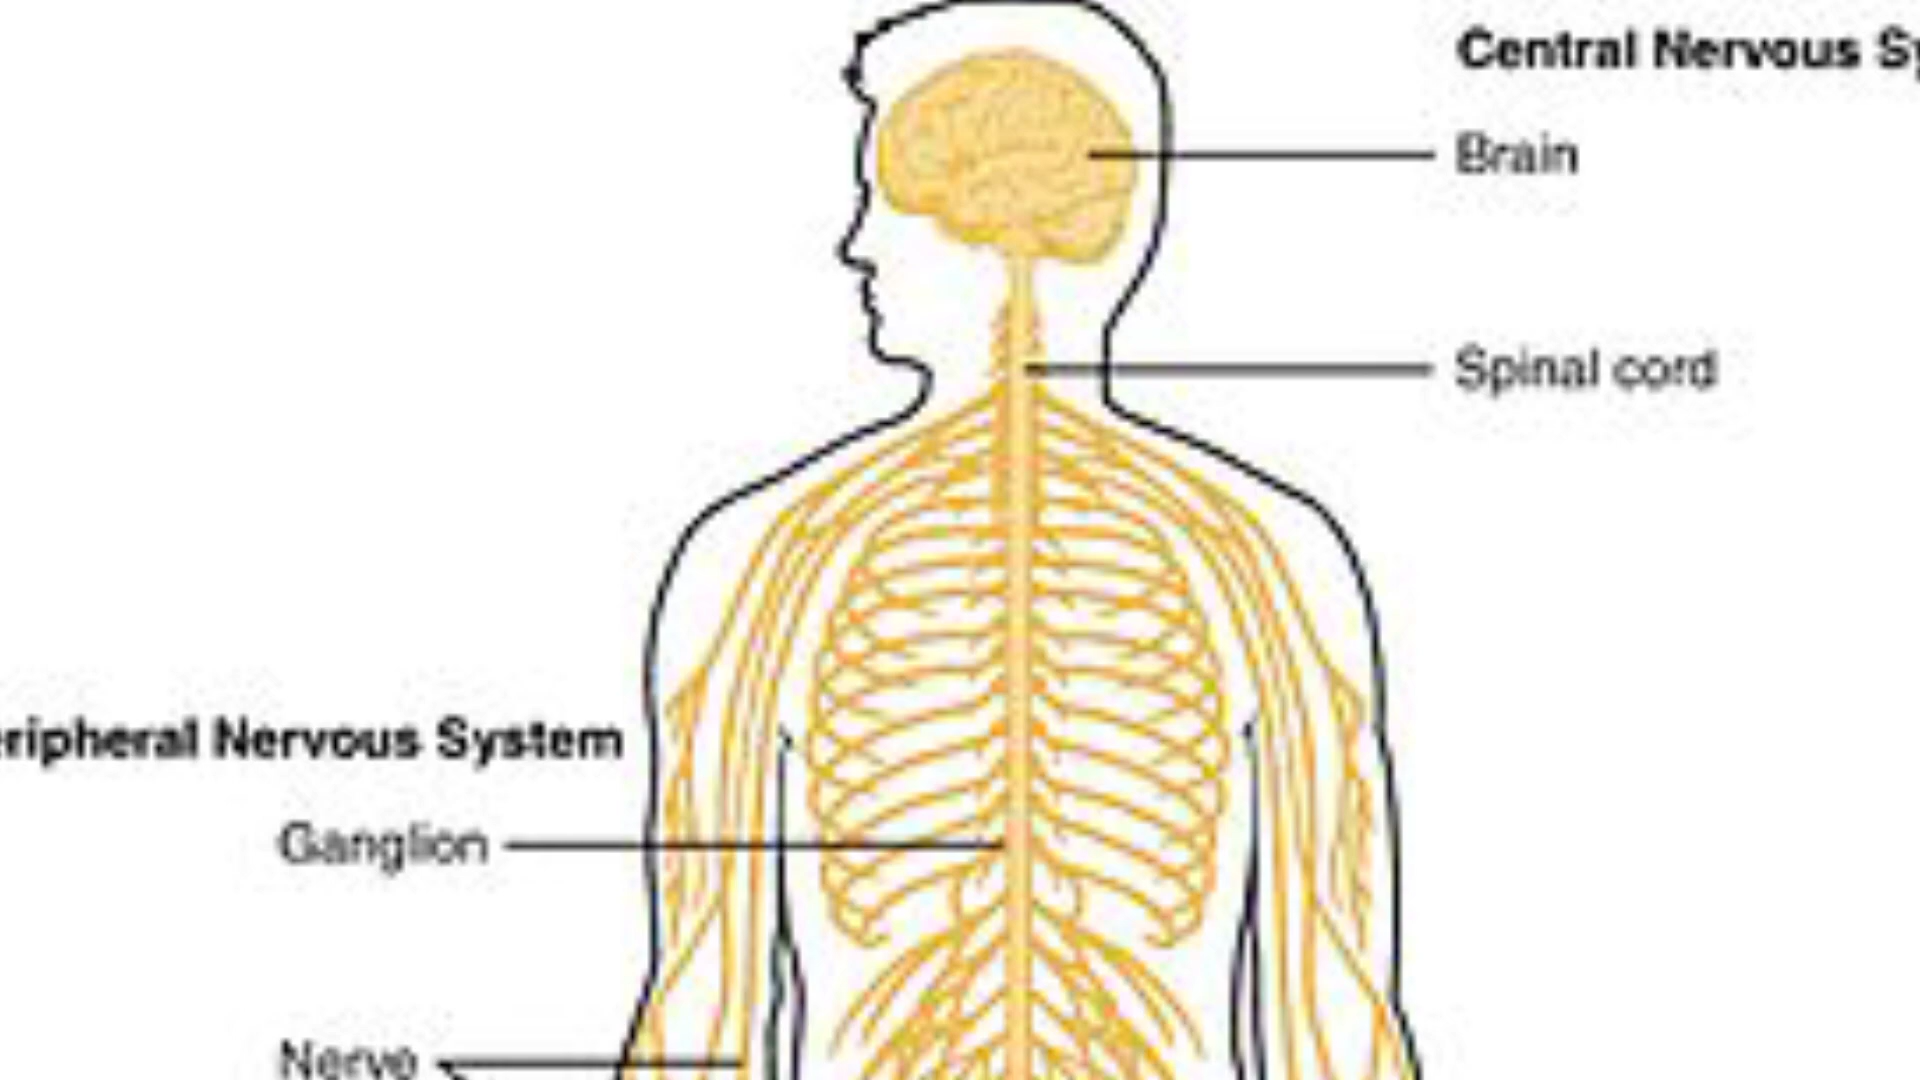 Central Nervous Sy
Brain
Spinal cord
eripheral Nervous System
Ganglion
Nerve